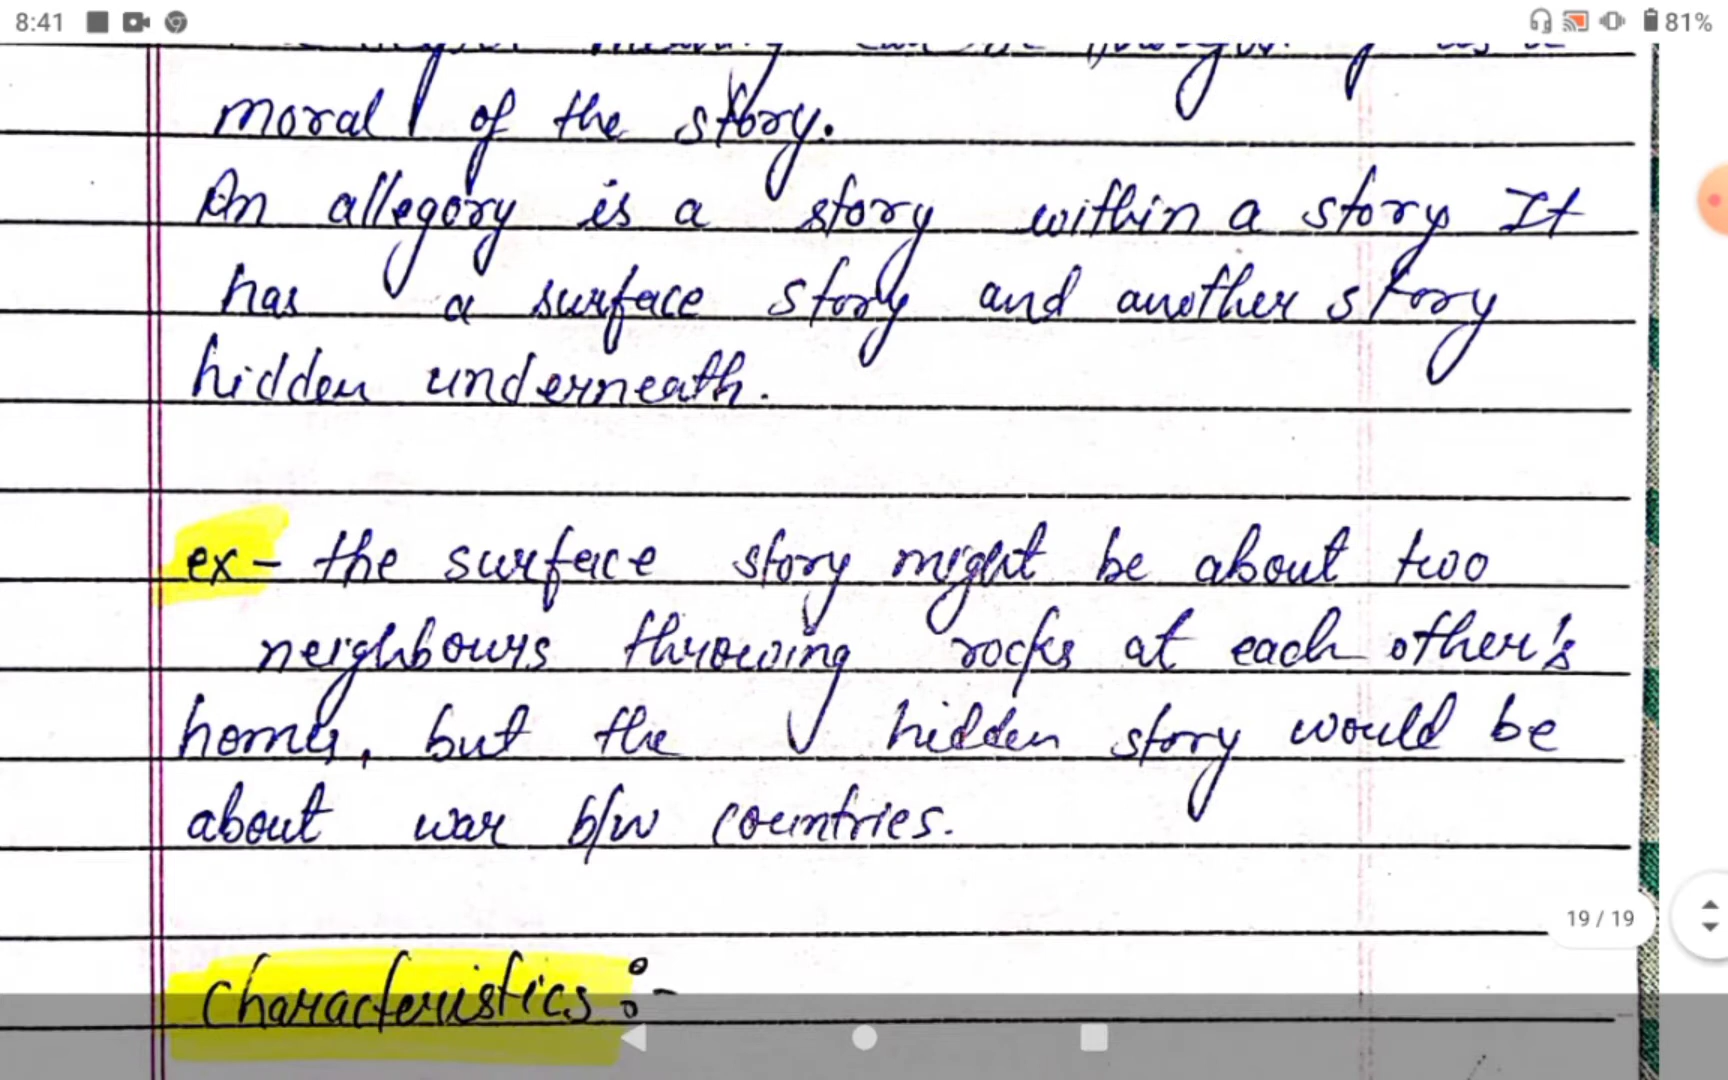 8:41
81%
moral of the story.
An allegory is a story within a story It
has a surface story and another story
hidden underneath.
ex- the surface story might be about two
neighbours throwing rocks at each other's
homes, but the hidden story would be
about war b/w countries.
19 / 19
Characteristics :-